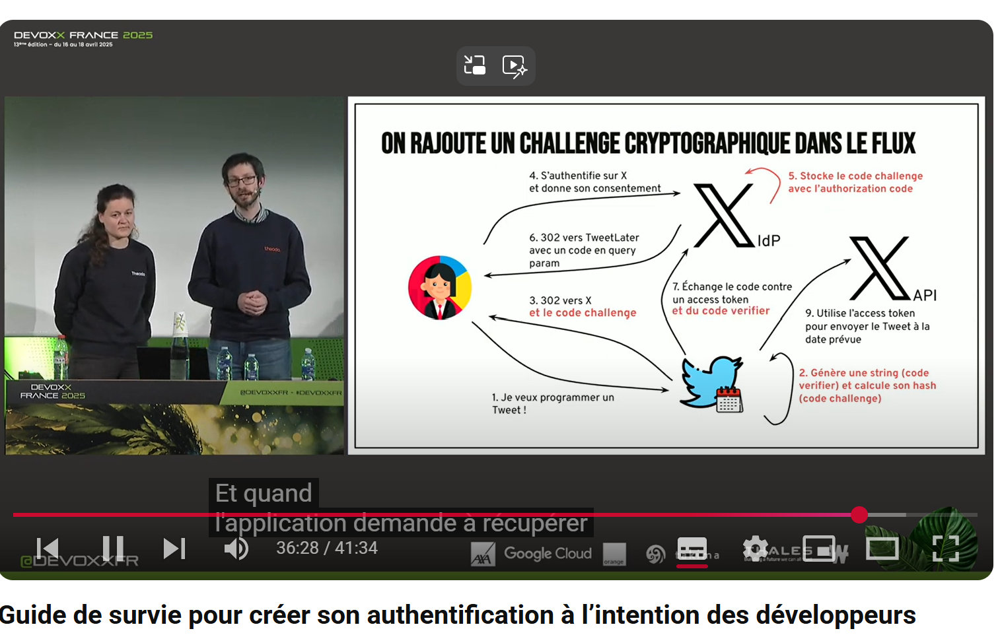 DEVOXX FRANCE 2025
13ème édition – du 16 au 18 avril 2025
ON RAJOUTE UN CHALLENGE CRYPTOGRAPHIQUE DANS LE FLUX
4. S'authentifie sur X
et donne son consentement
5. Stocke le code challenge
avec l'authorization code
IdP
6. 302 vers TweetLater
avec un code en query
param
API
7. Échange le code contre
un access token
et du code verifier
3. 302 vers X
et le code challenge
9. Utilise l'access token
pour envoyer le Tweet à la
date prévue
2. Génère une string (code
verifier) et calcule son hash
(code challenge)
1. Je veux programmer un
Tweet !
theodo.
Theodo
DEVOXX
FRANCE 2025
@DEVOXXFR - #DEVOXXFR
Et quand
l'application demande à récupérer
36:28 / 41:34
@DEVOXXFR
AXA
Google Cloud
orange
THALES
Guide de survie pour créer son authentification à l'intention des développeurs